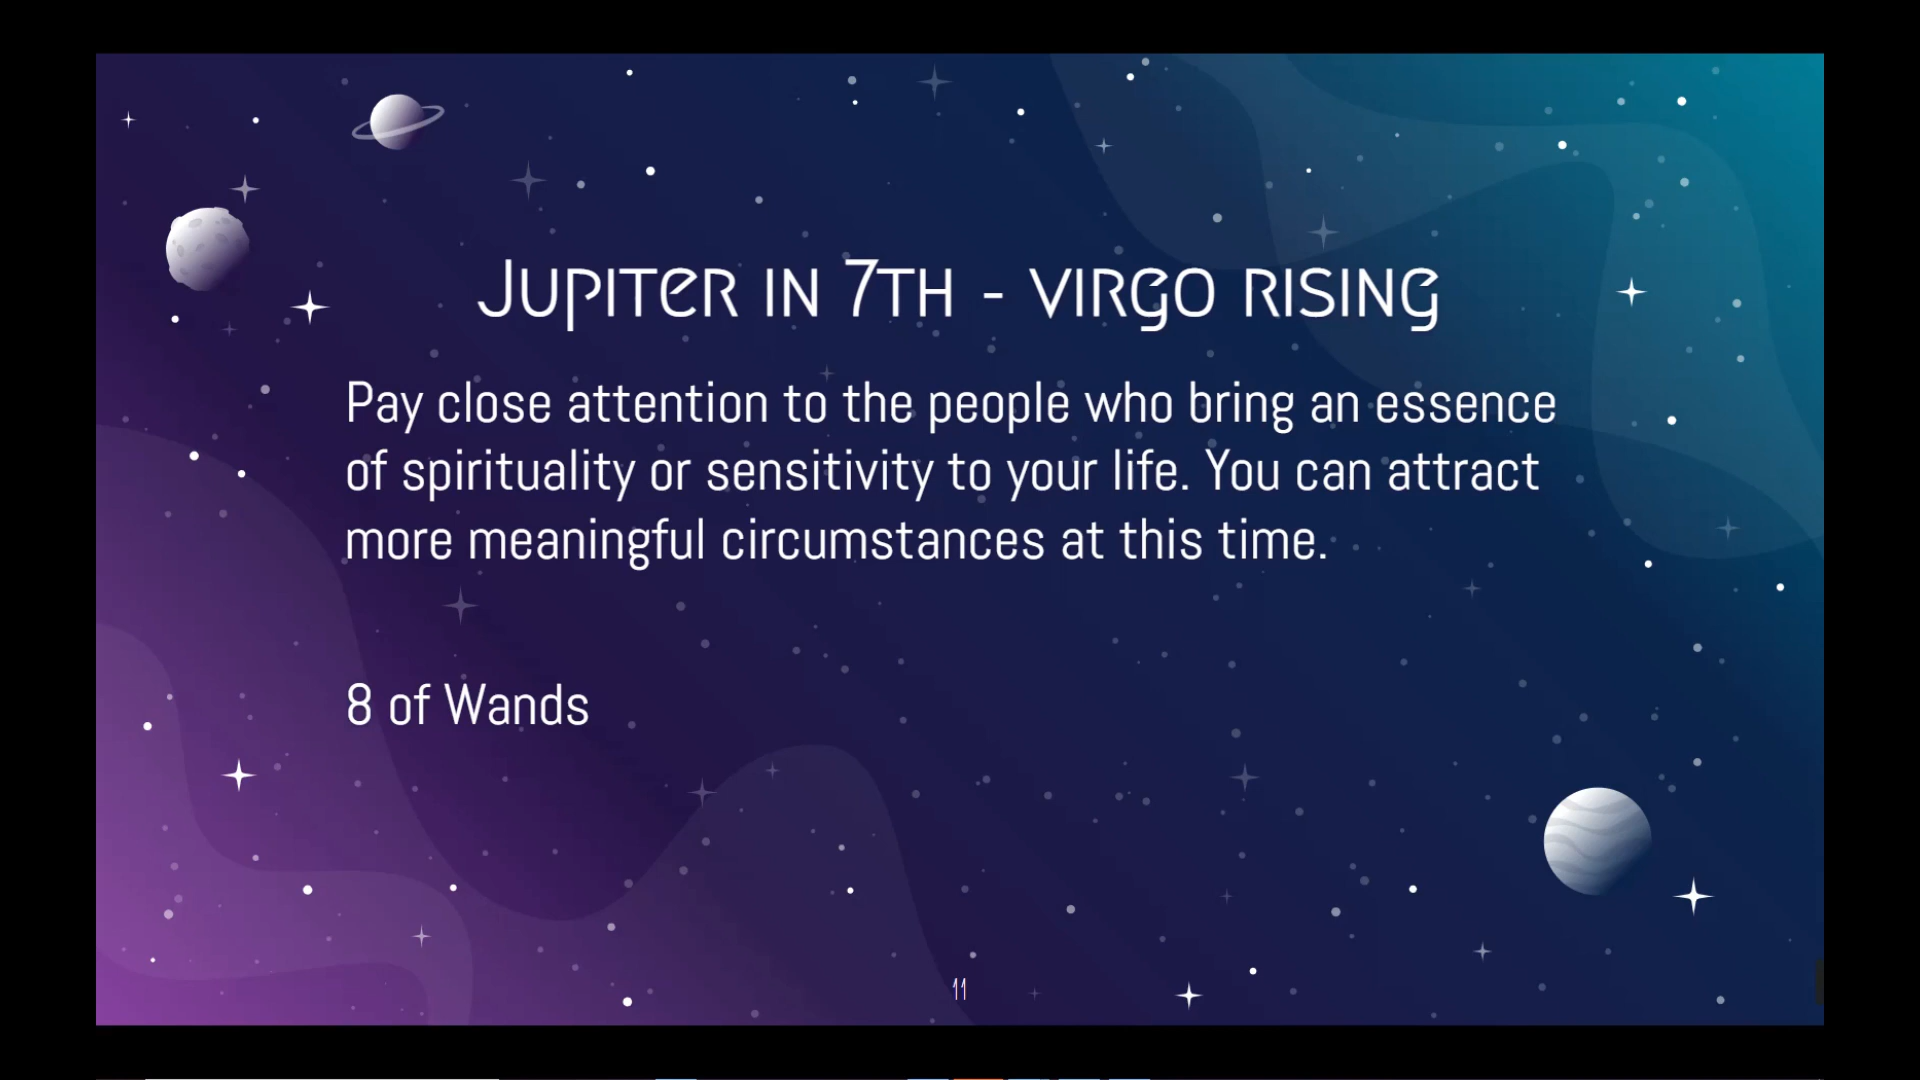 Jupiter in 7th - virgo rising
Pay close attention to the people who bring an essence
of spirituality or sensitivity to your life. You can attract
more meaningful circumstances at this time.
8 of Wands
11